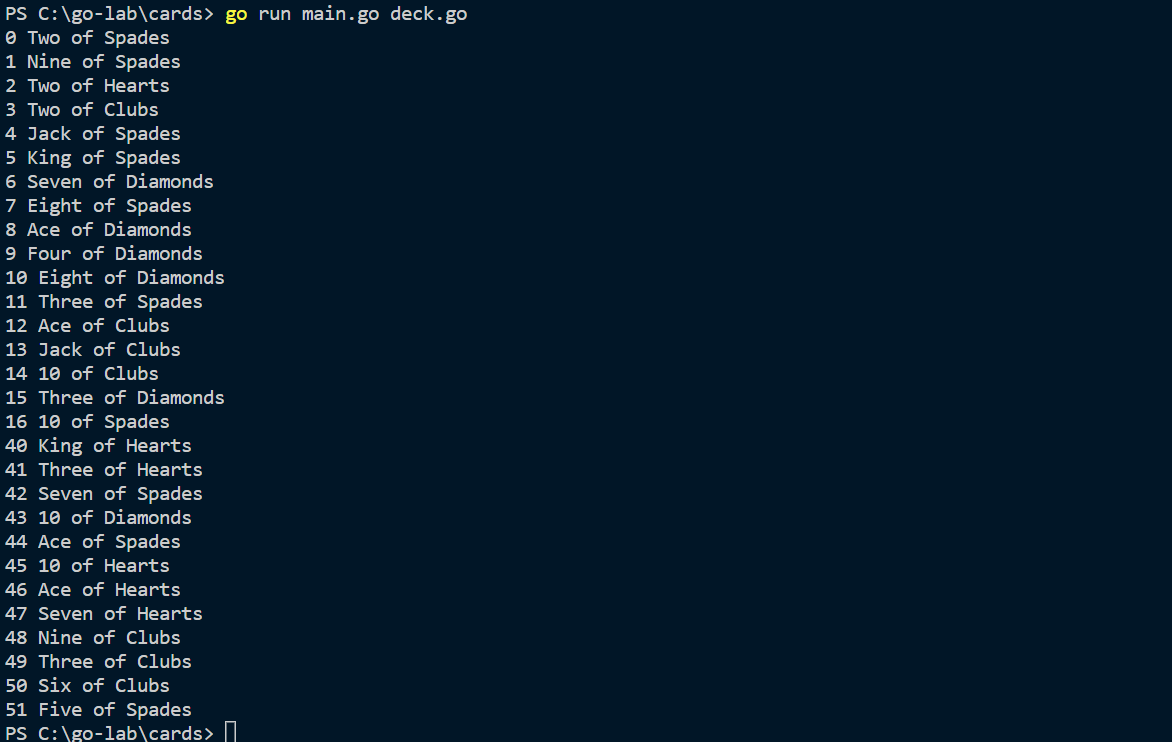 PS C:\go-lab\cards> go run main.go deck.go
0 Two of Spades
1 Nine of Spades
2 Two of Hearts
3 Two of Clubs
4 Jack of Spades
5 King of Spades
6 Seven of Diamonds
7 Eight of Spades
8 Ace of Diamonds
9 Four of Diamonds
10 Eight of Diamonds
11 Three of Spades
12 Ace of Clubs
13 Jack of Clubs
14 10 of Clubs
15 Three of Diamonds
16 10 of Spades
40 King of Hearts
41 Three of Hearts
42 Seven of Spades
43 10 of Diamonds
44 Ace of Spades
45 10 of Hearts
46 Ace of Hearts
47 Seven of Hearts
48 Nine of Clubs
49 Three of Clubs
50 Six of Clubs
51 Five of Spades
PS C:\go-lab\cards>